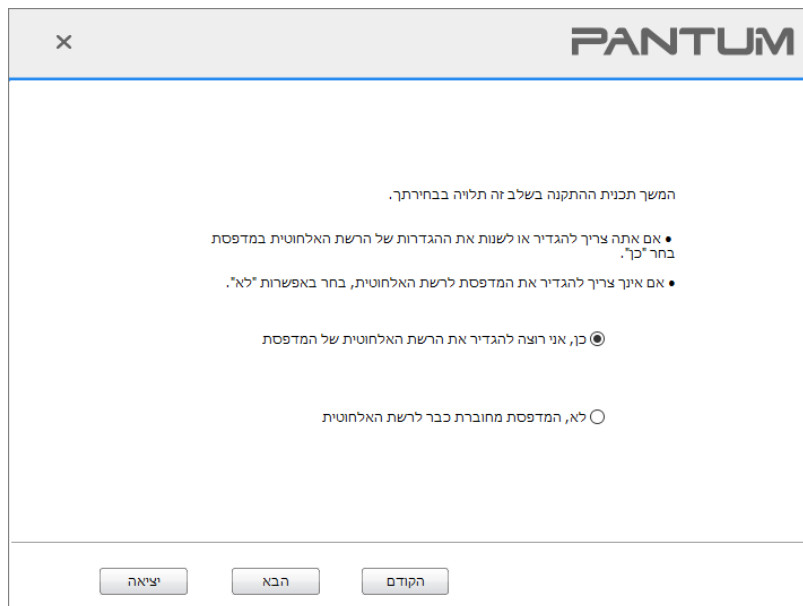 PANTUM
המשך תכנית ההתקנה בשלב זה תלויה בבחירתך.
• אם אתה צריך להגדיר או לשנות את ההגדרות של הרשת האלחוטית במדפסת
בחר "כן".
• אם אינך צריך להגדיר את המדפסת לרשת האלחוטית, בחר באפשרות "לא".
כן, אני רוצה להגדיר את הרשת האלחוטית של המדפסת
לא, המדפסת מחוברת כבר לרשת האלחוטית
הקודם הבא יציאה